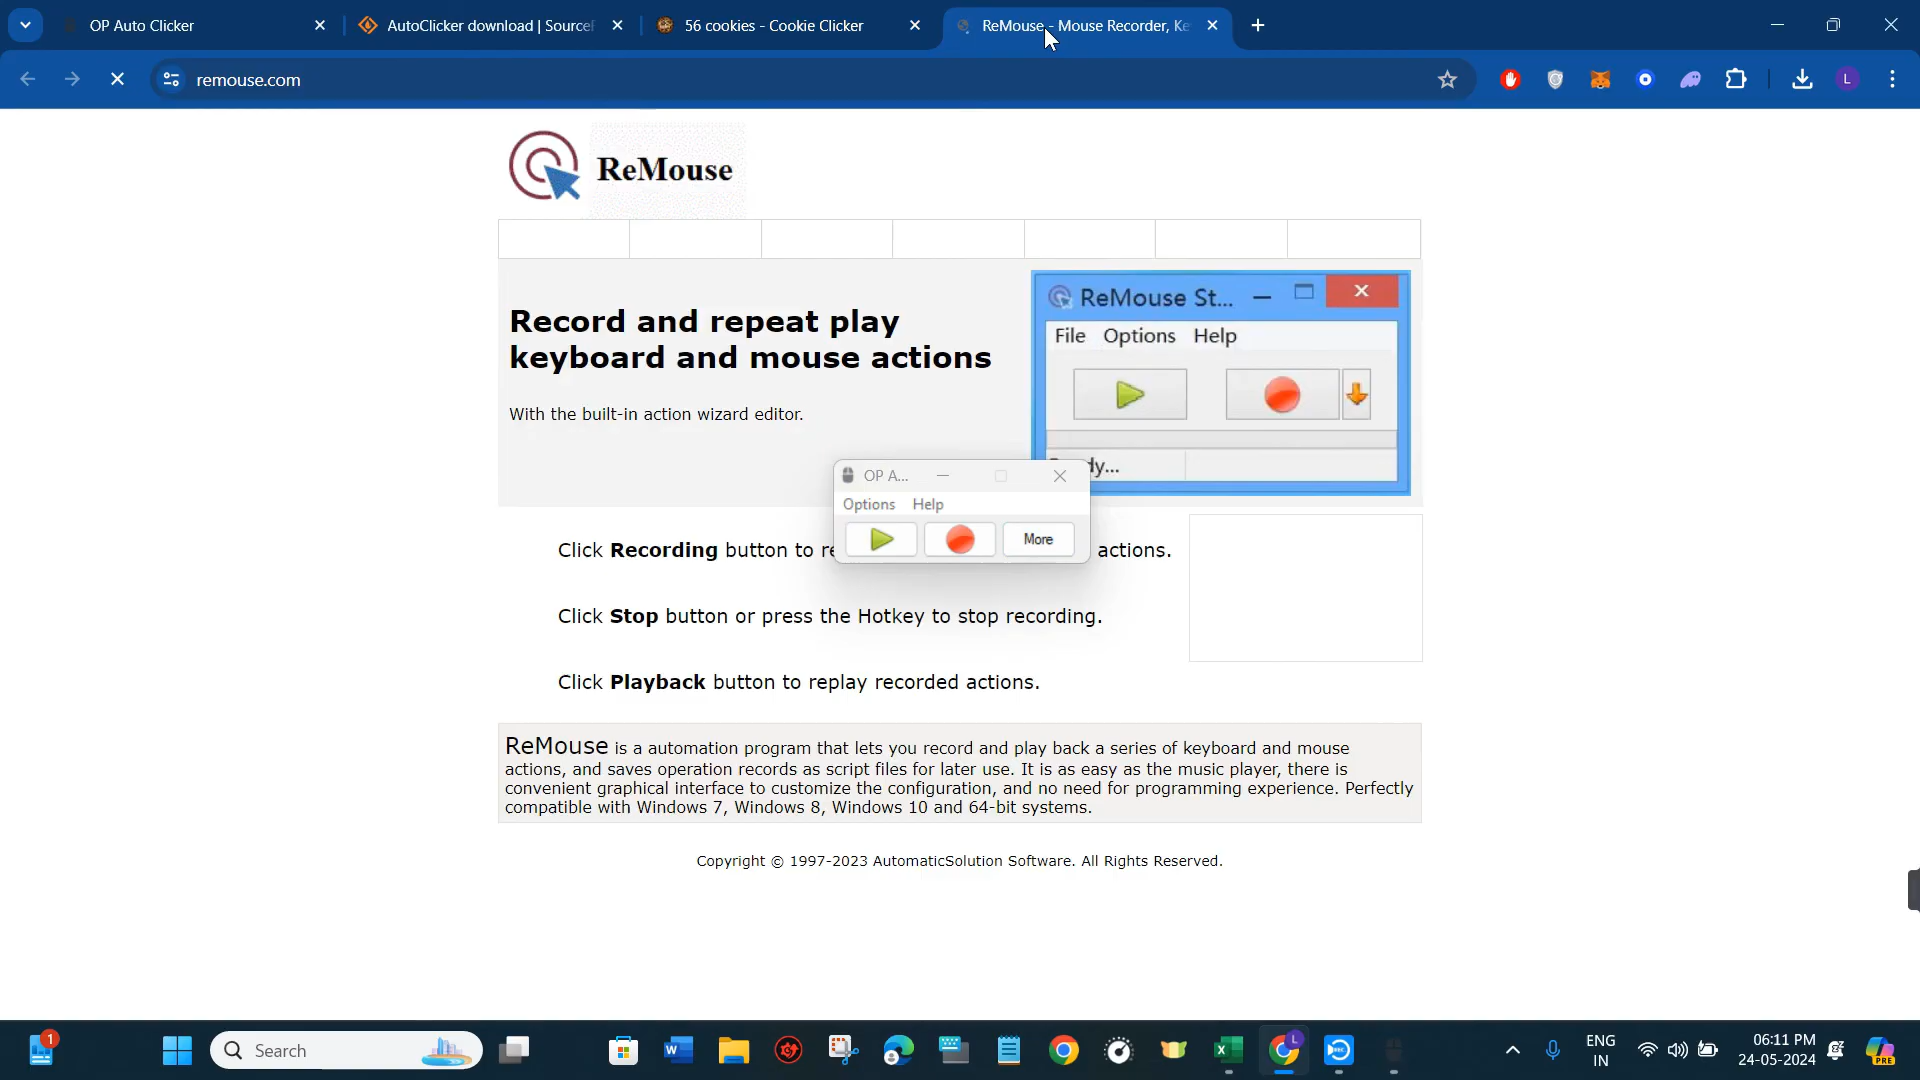 OP Auto Clicker
AutoClicker download | Source
56 cookies - Cookie Clicker
ReMouse - Mouse Recorder, Ke
remouse.com
L
ReMouse
Record and repeat play
keyboard and mouse actions
With the built-in action wizard editor.
ReMouse St...
File Options Help
dy...
OP A...
Options Help
More
Click Recording button to re
actions.
Click Stop button or press the Hotkey to stop recording.
Click Playback button to replay recorded actions.
ReMouse is a automation program that lets you record and play back a series of keyboard and mouse
actions, and saves operation records as script files for later use. It is as easy as the music player, there is
convenient graphical interface to customize the configuration, and no need for programming experience. Perfectly
compatible with Windows 7, Windows 8, Windows 10 and 64-bit systems.
Copyright © 1997-2023 AutomaticSolution Software. All Rights Reserved.
1
Search
L
REC
ENG
IN
06:11 PM
24-05-2024
PRE